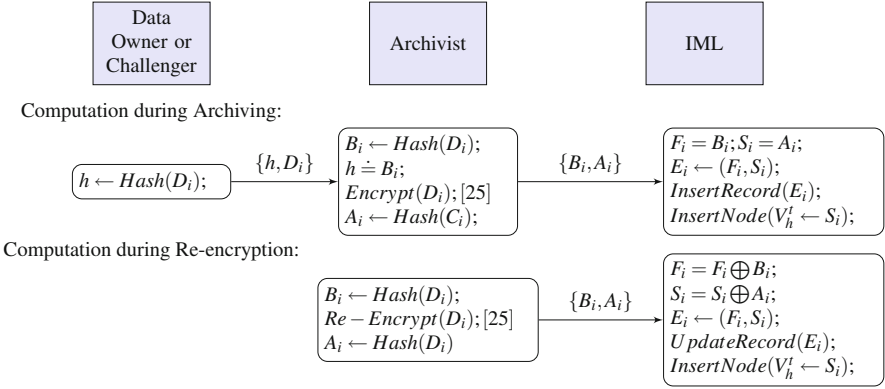 Data
Owner or
Challenger
Archivist
IML
Computation during Archiving:
h ← Hash(D_i);
{h, D_i}
B_i ← Hash(D_i);
h ≐ B_i;
Encrypt(D_i); [25]
A_i ← Hash(C_i);
{B_i, A_i}
F_i = B_i; S_i = A_i;
E_i ← (F_i, S_i);
InsertRecord(E_i);
InsertNode(V_h^t ← S_i);
Computation during Re-encryption:
B_i ← Hash(D_i);
Re − Encrypt(D_i); [25]
A_i ← Hash(D_i)
{B_i, A_i}
F_i = F_i ⨁ B_i;
S_i = S_i ⨁ A_i;
E_i ← (F_i, S_i);
UpdateRecord(E_i);
InsertNode(V_h^t ← S_i);